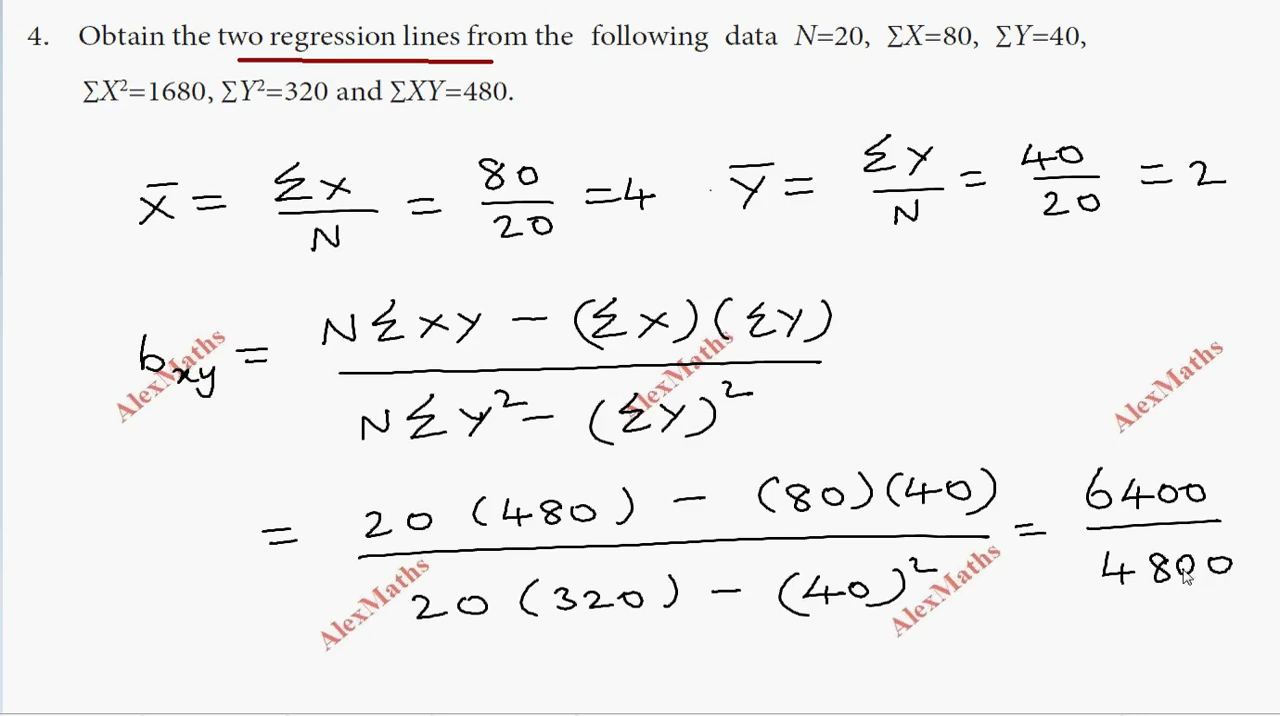 4. Obtain the two regression lines from the following data N=20, ΣX=80, ΣY=40,
ΣX²=1680, ΣY²=320 and ΣXY=480.
X̄ = ΣX/N = 80/20 = 4 Ȳ = ΣY/N = 40/20 = 2
b_xy = (NΣXY − (ΣX)(ΣY))/(NΣY² − (ΣY)²)
= (20(480) − (80)(40))/(20(320) − (40)²) = 6400/4800
AlexMaths
AlexMaths
AlexMaths
AlexMaths
AlexMaths